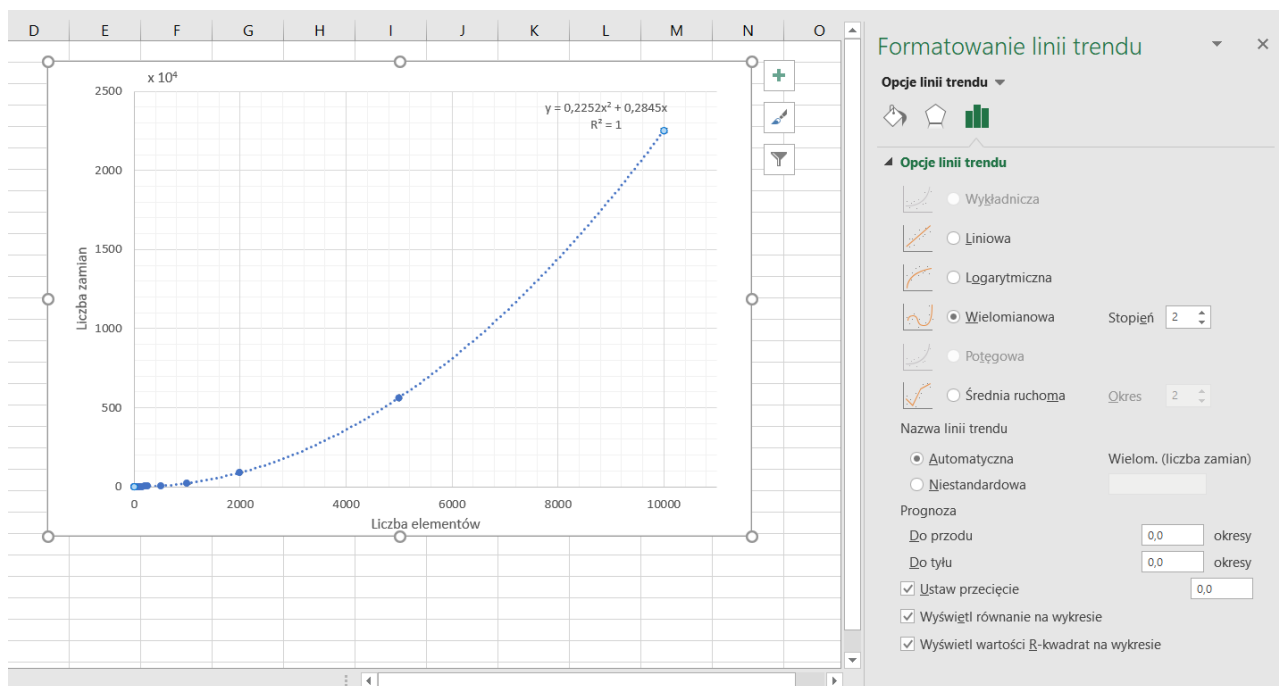 D E F G H I J K L M N O
x 10⁴
2500
y = 0,2252x² + 0,2845x
R² = 1
2000
1500
1000
500
0
Liczba zamian
0 2000 4000 6000 8000 10000
Liczba elementów
Formatowanie linii trendu
Opcje linii trendu
Opcje linii trendu
Wykładnicza
Liniowa
Logarytmiczna
Wielomianowa Stopień 2
Potęgowa
Średnia ruchoma Okres 2
Nazwa linii trendu
Automatyczna Wielom. (liczba zamian)
Niestandardowa
Prognoza
Do przodu 0,0 okresy
Do tyłu 0,0 okresy
Ustaw przecięcie 0,0
Wyświetl równanie na wykresie
Wyświetl wartości R-kwadrat na wykresie